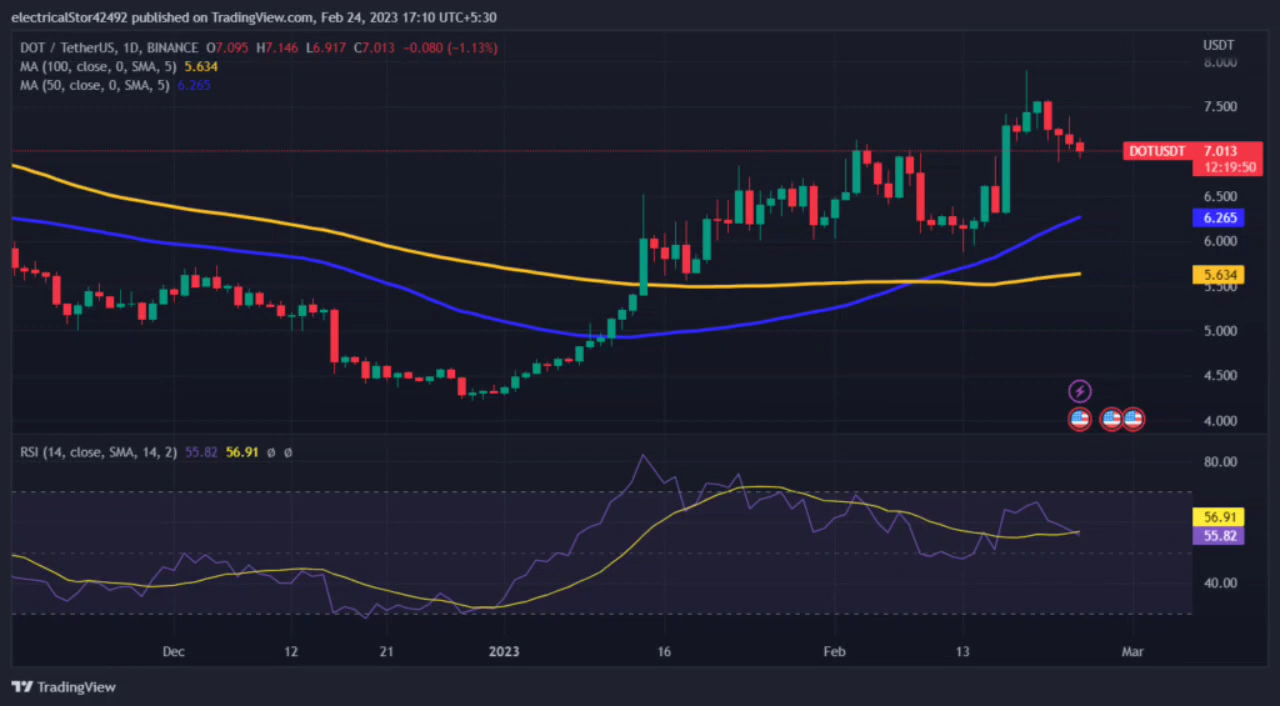 electricalStor42492 published on TradingView.com, Feb 24, 2023 17:10 UTC+5:30
DOT / TetherUS, 1D, BINANCE O7.095 H7.146 L6.917 C7.013 −0.080 (−1.13%)
MA (100, close, 0, SMA, 5) 5.634
MA (50, close, 0, SMA, 5) 6.265
USDT
8.000
7.500
DOTUSDT 7.013
12:19:50
6.500
6.265
6.000
5.634
5.500
5.000
4.500
4.000
RSI (14, close, SMA, 14, 2) 55.82 56.91 ø ø
80.00
56.91
55.82
40.00
Dec 12 21 2023 16 Feb 13 Mar
TradingView